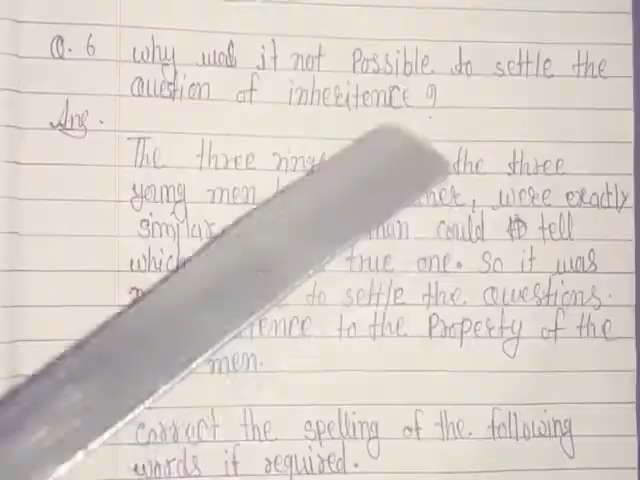 Q. 6 why was it not Possible to settle the
Question of inheritence ?
Ans.
The three rings the three
young men were exactly
similar man could tell
which true one. So it was
to settle the Questions.
to the Property of the
men.
correct the spelling of the following
words if required.